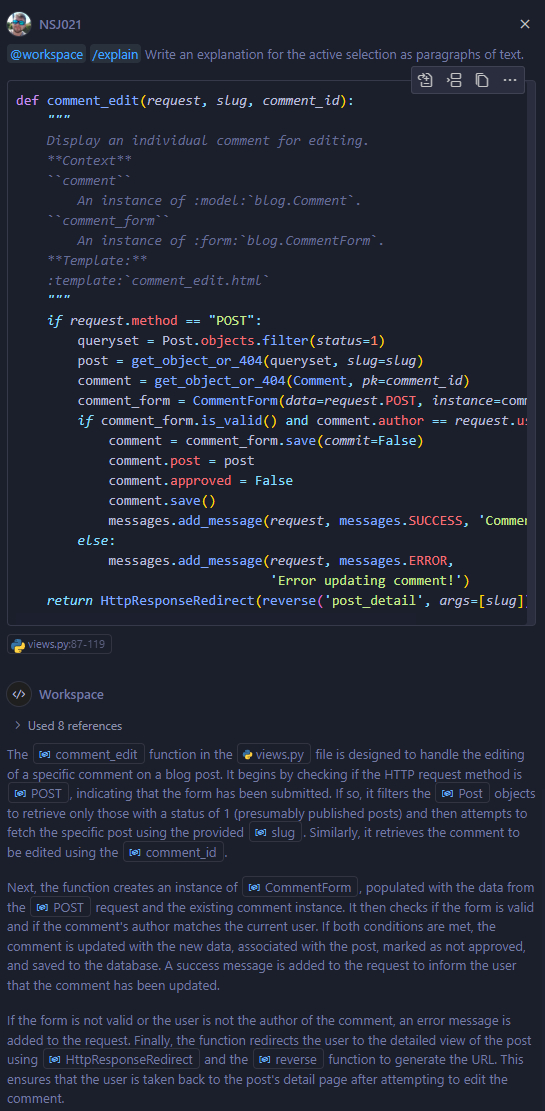 NSJ021
@workspace /explain Write an explanation for the active selection as paragraphs of text.
def comment_edit(request, slug, comment_id):
    """
    Display an individual comment for editing.
    **Context**
    ``comment``
        An instance of :model:`blog.Comment`.
    ``comment_form``
        An instance of :form:`blog.CommentForm`.
    **Template:**
    :template:`comment_edit.html`
    """
    if request.method == "POST":
        queryset = Post.objects.filter(status=1)
        post = get_object_or_404(queryset, slug=slug)
        comment = get_object_or_404(Comment, pk=comment_id)
        comment_form = CommentForm(data=request.POST, instance=comm
        if comment_form.is_valid() and comment.author == request.us
            comment = comment_form.save(commit=False)
            comment.post = post
            comment.approved = False
            comment.save()
            messages.add_message(request, messages.SUCCESS, 'Commen
        else:
            messages.add_message(request, messages.ERROR,
                                 'Error updating comment!')
    return HttpResponseRedirect(reverse('post_detail', args=[slug])
views.py:87-119
Workspace
Used 8 references
The comment_edit function in the views.py file is designed to handle the editing
of a specific comment on a blog post. It begins by checking if the HTTP request method is
POST, indicating that the form has been submitted. If so, it filters the Post objects
to retrieve only those with a status of 1 (presumably published posts) and then attempts to
fetch the specific post using the provided slug. Similarly, it retrieves the comment to
be edited using the comment_id.
Next, the function creates an instance of CommentForm, populated with the data from
the POST request and the existing comment instance. It then checks if the form is valid
and if the comment's author matches the current user. If both conditions are met, the
comment is updated with the new data, associated with the post, marked as not approved,
and saved to the database. A success message is added to the request to inform the user
that the comment has been updated.
If the form is not valid or the user is not the author of the comment, an error message is
added to the request. Finally, the function redirects the user to the detailed view of the post
using HttpResponseRedirect and the reverse function to generate the URL. This
ensures that the user is taken back to the post's detail page after attempting to edit the
comment.